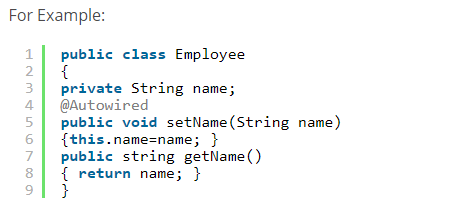 For Example:
1 public class Employee
2 {
3 private String name;
4 @Autowired
5 public void setName(String name)
6 {this.name=name; }
7 public string getName()
8 { return name; }
9 }